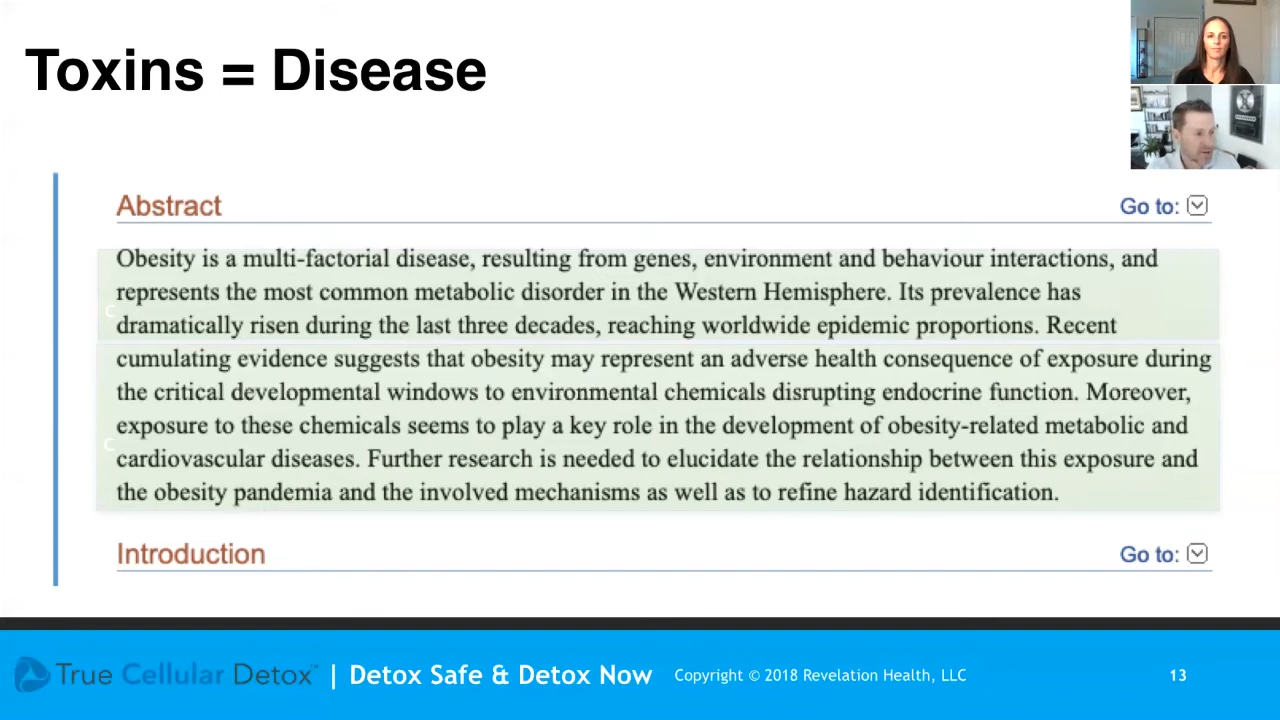 Toxins = Disease
Abstract
Go to:
Obesity is a multi-factorial disease, resulting from genes, environment and behaviour interactions, and
represents the most common metabolic disorder in the Western Hemisphere. Its prevalence has
dramatically risen during the last three decades, reaching worldwide epidemic proportions. Recent
cumulating evidence suggests that obesity may represent an adverse health consequence of exposure during
the critical developmental windows to environmental chemicals disrupting endocrine function. Moreover,
exposure to these chemicals seems to play a key role in the development of obesity-related metabolic and
cardiovascular diseases. Further research is needed to elucidate the relationship between this exposure and
the obesity pandemia and the involved mechanisms as well as to refine hazard identification.
Introduction
Go to:
True Cellular Detox™ | Detox Safe & Detox Now Copyright © 2018 Revelation Health, LLC 13